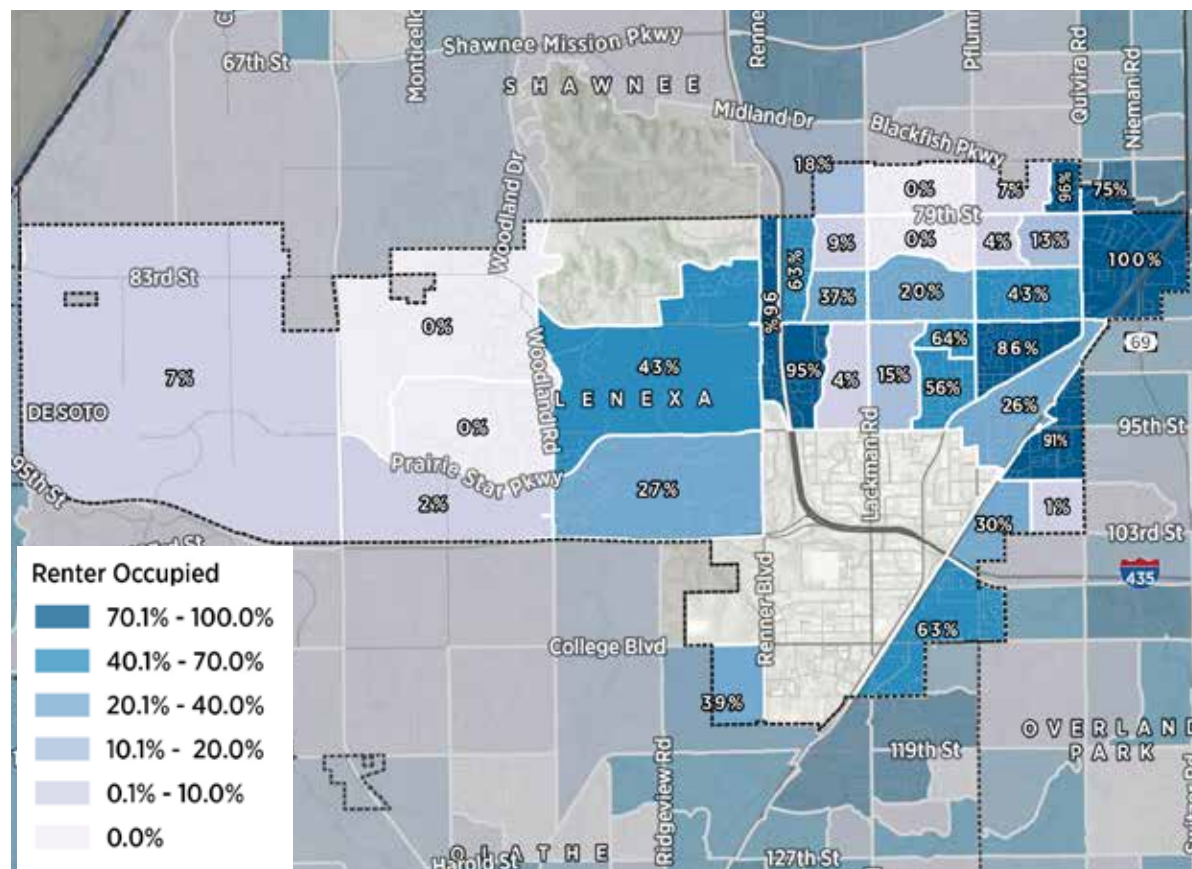 Shawnee Mission Pkwy
67th St
Monticello
Renne
Pflumm
Quivira Rd
Nieman Rd
SHAWNEE
Midland Dr
Blackfish Pkwy
Woodland Dr
18%
0%
7%
96%
75%
79th St
9%
0%
4%
13%
100%
83rd St
63%
96%
37%
20%
43%
0%
Woodland Rd
43%
95%
4%
15%
64%
56%
86%
69
7%
LENEXA
26%
DE SOTO
0%
Lackman Rd
95th St
91%
95th St
Prairie Star Pkwy
2%
27%
30%
1%
103rd St
435
Renner Blvd
College Blvd
63%
39%
OVERLAND
PARK
119th St
Ridgeview Rd
127th St
Harold St
OLATHE
Renter Occupied
70.1% - 100.0%
40.1% - 70.0%
20.1% - 40.0%
10.1% - 20.0%
0.1% - 10.0%
0.0%